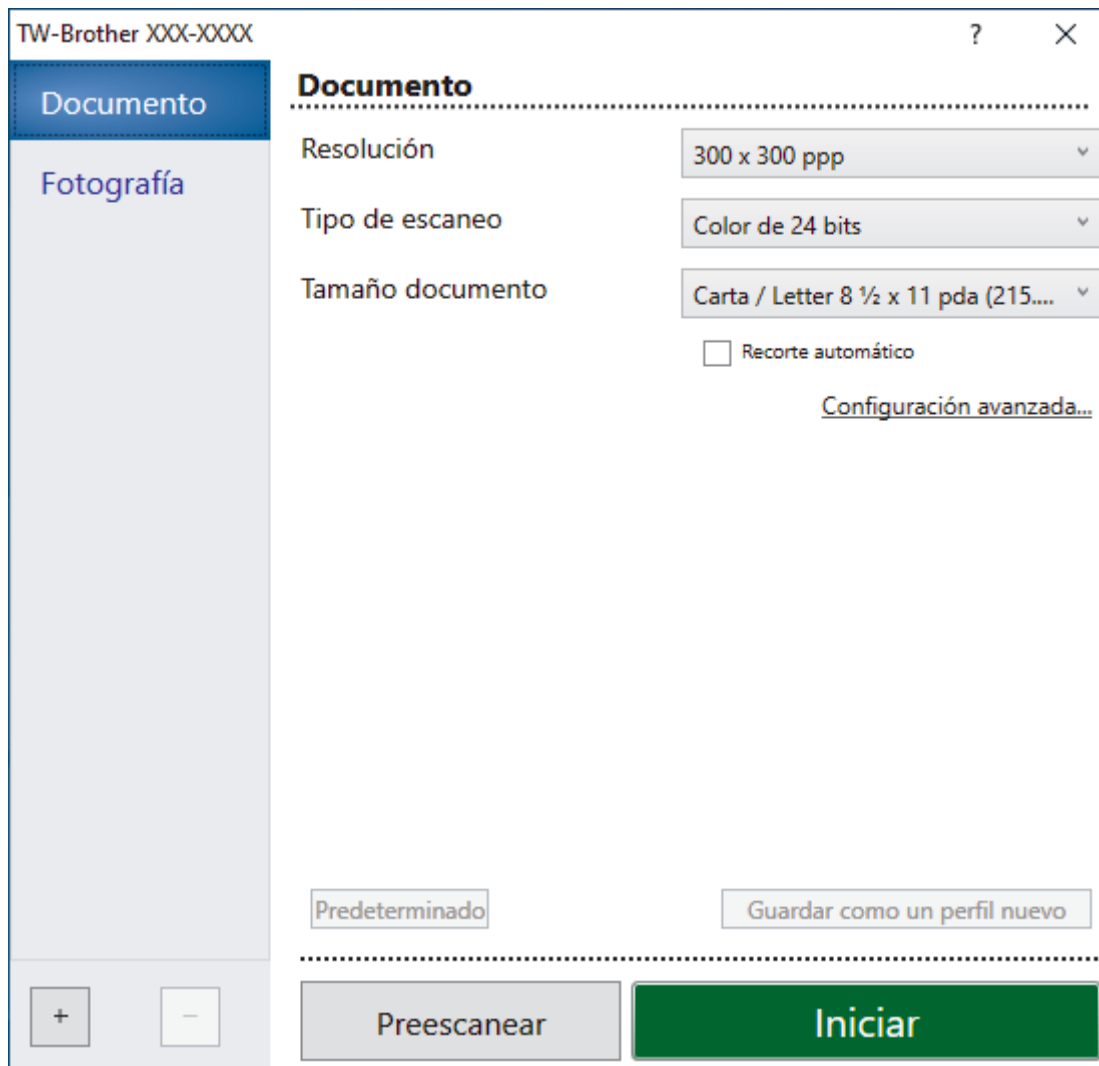 TW-Brother XXX-XXXX ?
Documento
Fotografía
Documento
Resolución 300 x 300 ppp
Tipo de escaneo Color de 24 bits
Tamaño documento Carta / Letter 8 ½ x 11 pda (215....
Recorte automático
Configuración avanzada...
Predeterminado Guardar como un perfil nuevo
+ − Preescanear Iniciar